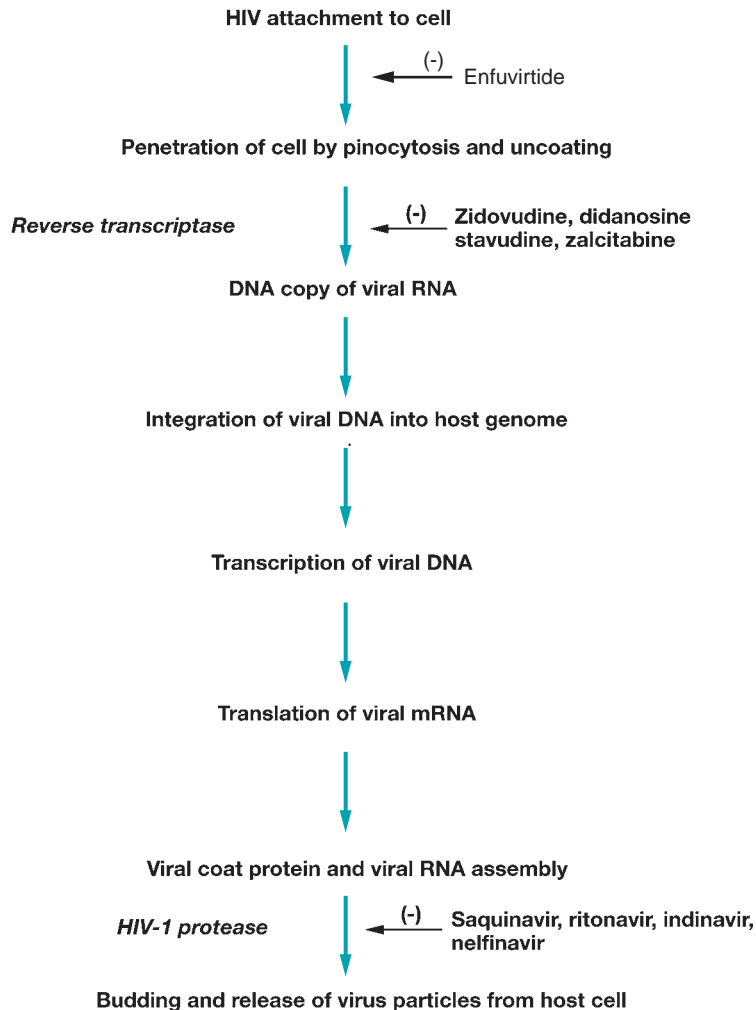 HIV attachment to cell
(-)
Enfuvirtide
Penetration of cell by pinocytosis and uncoating
Reverse transcriptase
(-)
Zidovudine, didanosine
stavudine, zalcitabine
DNA copy of viral RNA
Integration of viral DNA into host genome
Transcription of viral DNA
Translation of viral mRNA
Viral coat protein and viral RNA assembly
HIV-1 protease
(-)
Saquinavir, ritonavir, indinavir,
nelfinavir
Budding and release of virus particles from host cell